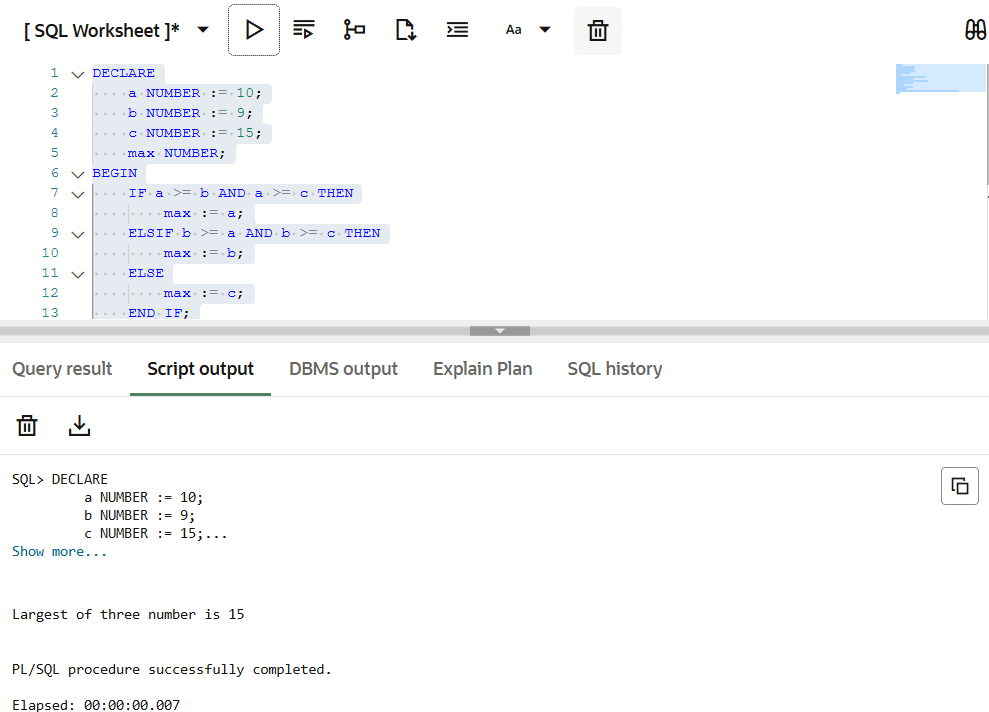 [ SQL Worksheet ]*
Aa
1 DECLARE
2 a NUMBER := 10;
3 b NUMBER := 9;
4 c NUMBER := 15;
5 max NUMBER;
6 BEGIN
7 IF a >= b AND a >= c THEN
8 max := a;
9 ELSIF b >= a AND b >= c THEN
10 max := b;
11 ELSE
12 max := c;
13 END IF;
Query result Script output DBMS output Explain Plan SQL history
SQL> DECLARE
a NUMBER := 10;
b NUMBER := 9;
c NUMBER := 15;...
Show more...
Largest of three number is 15
PL/SQL procedure successfully completed.
Elapsed: 00:00:00.007